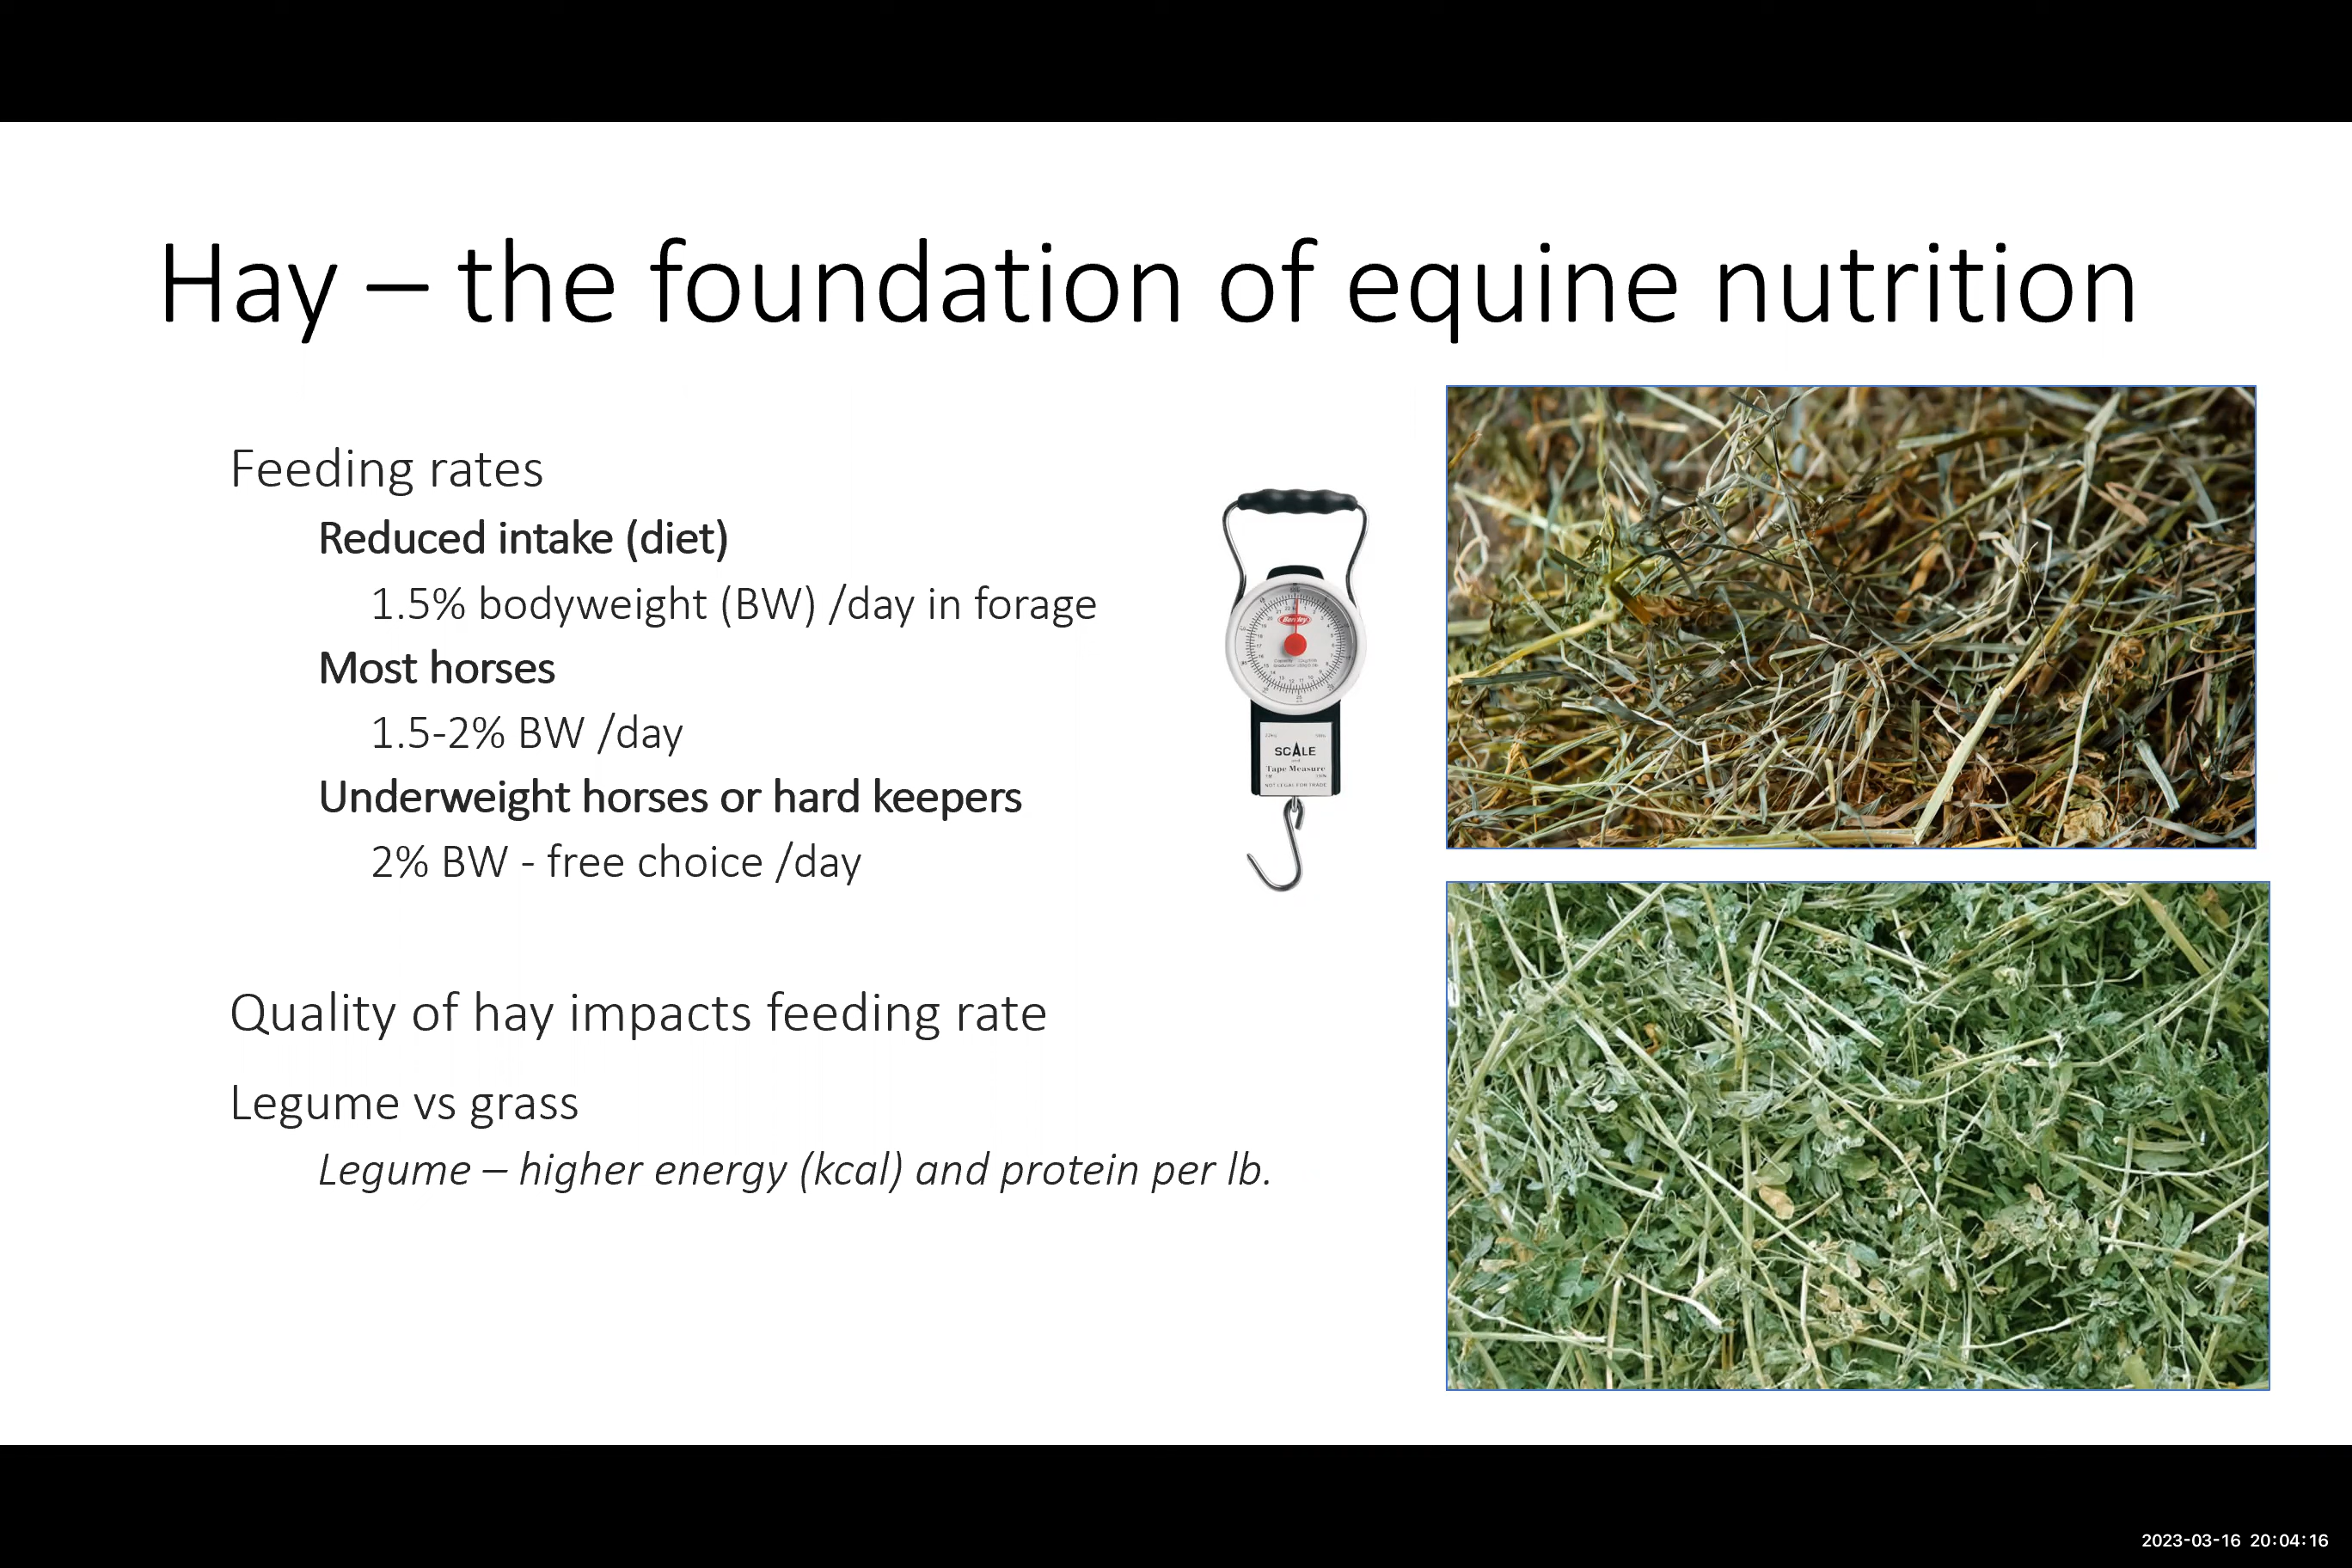 Hay – the foundation of equine nutrition
Feeding rates
Reduced intake (diet)
1.5% bodyweight (BW) /day in forage
Most horses
1.5-2% BW /day
Underweight horses or hard keepers
2% BW - free choice /day
Quality of hay impacts feeding rate
Legume vs grass
Legume – higher energy (kcal) and protein per lb.
SCALE
and
Tape Measure
NOT LEGAL FOR TRADE
2023-03-16 20:04:16